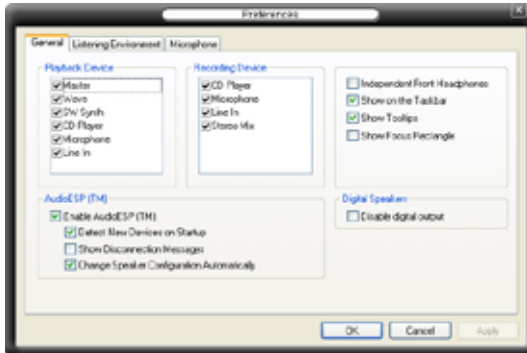 Preferences
General
Listening Environment
Microphone
Playback Device
Master
Wave
SW Synth
CD Player
Microphone
Line In
Recording Device
CD Player
Microphone
Line In
Stereo Mix
Independent Front Headphones
Show on the Taskbar
Show Tooltips
Show Focus Rectangle
AudioESP (TM)
Enable AudioESP (TM)
Detect New Devices on Startup
Show Disconnection Messages
Change Speaker Configuration Automatically
Digital Speakers
Disable digital output
OK
Cancel
Apply